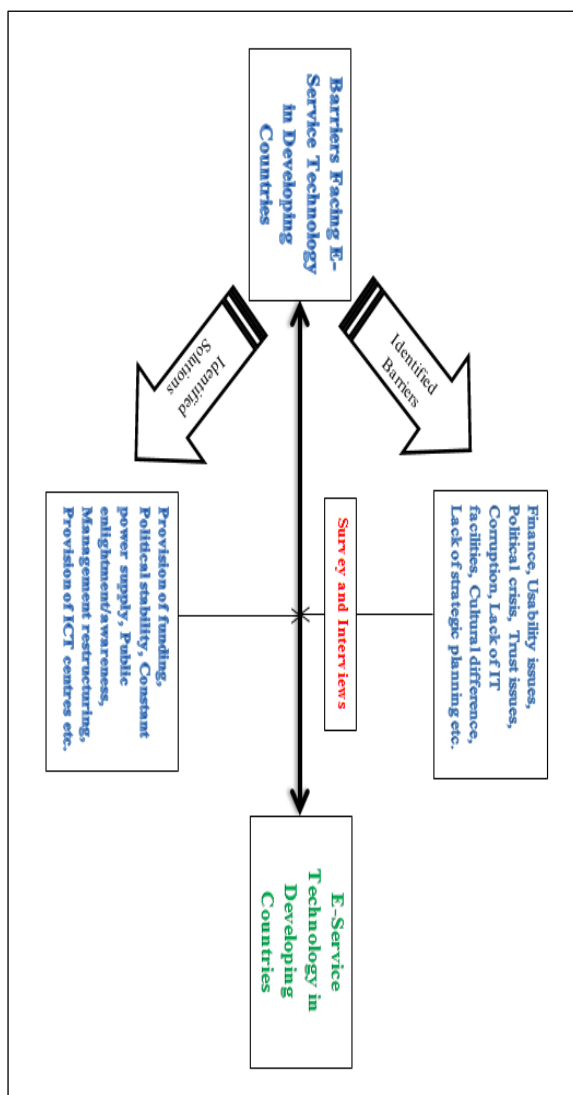 Barriers Facing E-
Service Technology
in Developing
Countries
Identified
Barriers
Finance, Usability issues,
Political crisis, Trust issues,
Corruption, Lack of IT
facilities, Cultural difference,
Lack of strategic planning etc.
Survey and Interviews
Identified
Solutions
Provision of funding,
Political stability, Constant
power supply, Public
enlightment/awareness,
Management restructuring,
Provision of ICT centres etc.
E-Service
Technology in
Developing
Countries